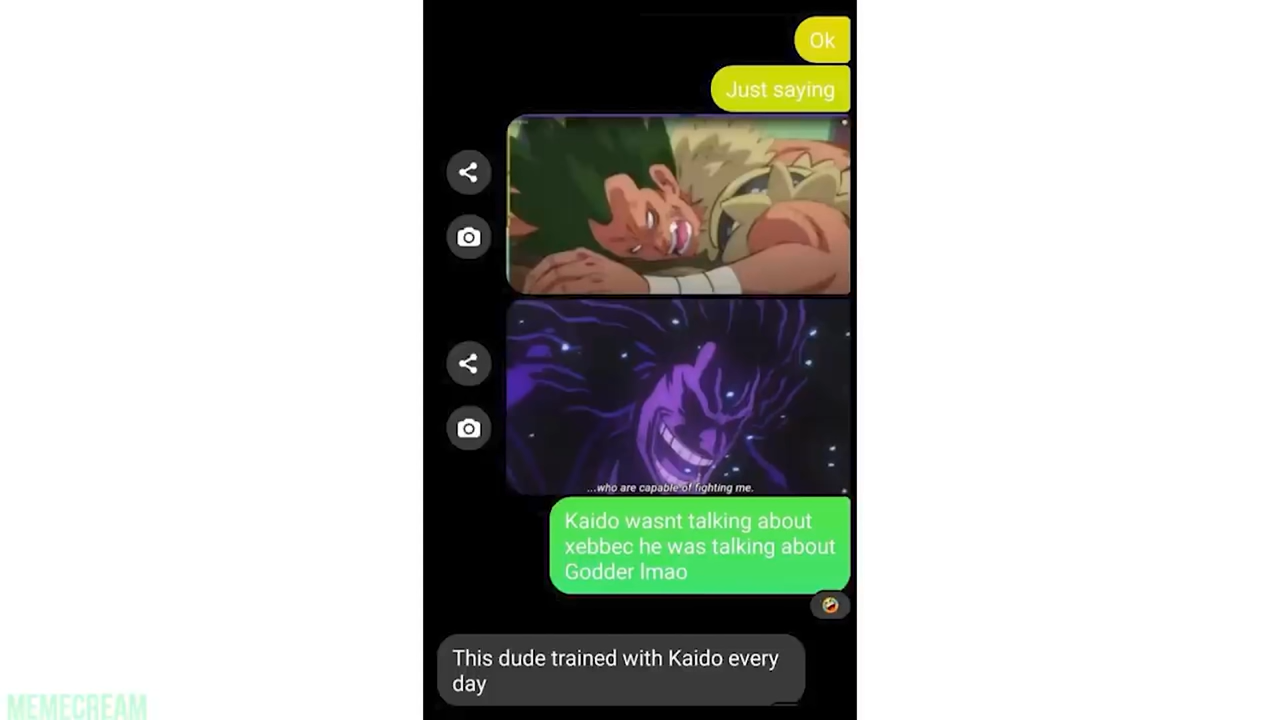 Ok
Just saying
...who are capable of fighting me.
Kaido wasnt talking about
xebbec he was talking about
Godder lmao
This dude trained with Kaido every
day
MEMECREAM